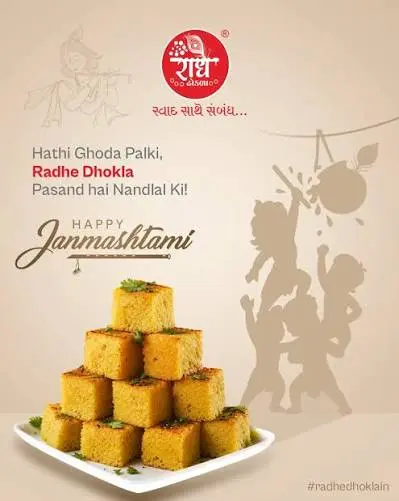 ®
રાધે
ઢોકળા
સ્વાદ સાથે સંબંધ...
Hathi Ghoda Palki,
Radhe Dhokla
Pasand hai Nandlal Ki!
HAPPY
Janmashtami
#radhedhoklain